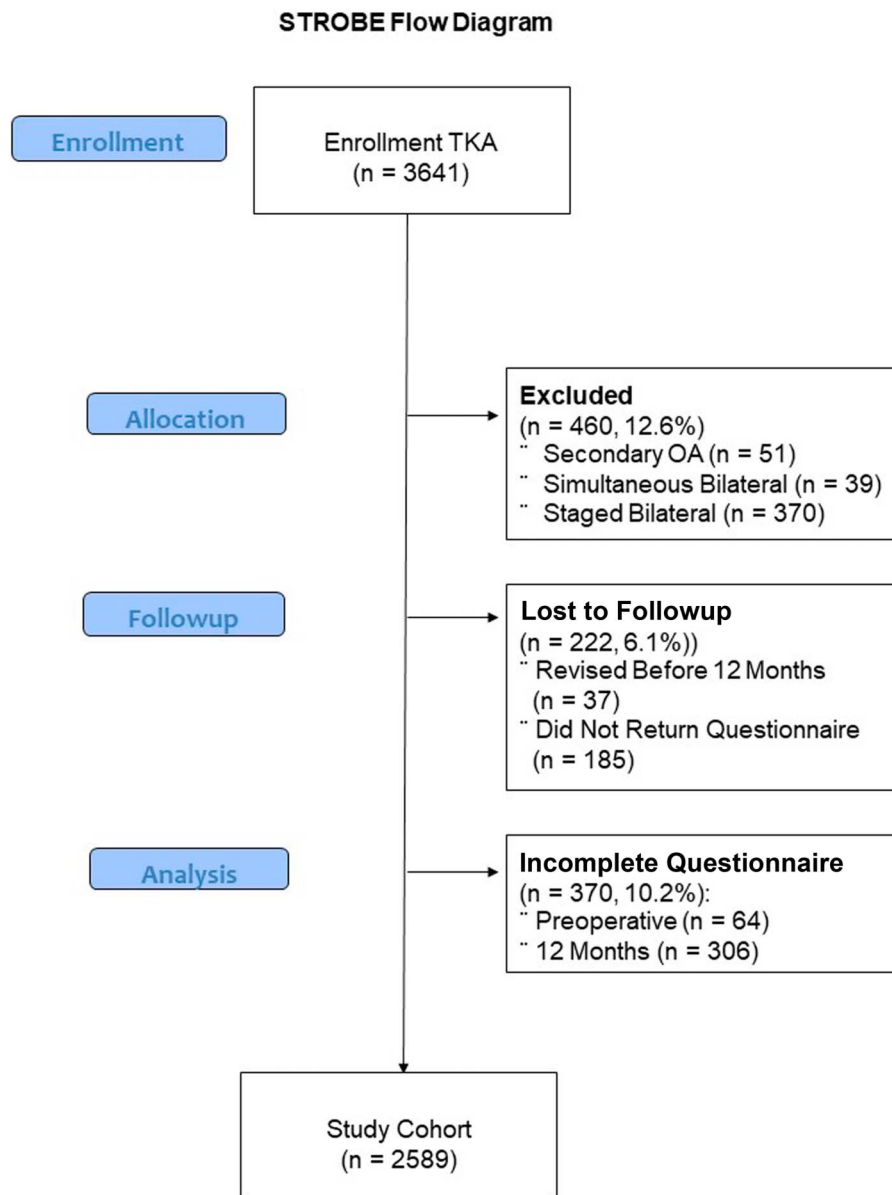 STROBE Flow Diagram
Enrollment
Enrollment TKA
(n = 3641)
Allocation
Excluded
(n = 460, 12.6%)
¨ Secondary OA (n = 51)
¨ Simultaneous Bilateral (n = 39)
¨ Staged Bilateral (n = 370)
Followup
Lost to Followup
(n = 222, 6.1%))
¨ Revised Before 12 Months
(n = 37)
¨ Did Not Return Questionnaire
(n = 185)
Analysis
Incomplete Questionnaire
(n = 370, 10.2%):
¨ Preoperative (n = 64)
¨ 12 Months (n = 306)
Study Cohort
(n = 2589)